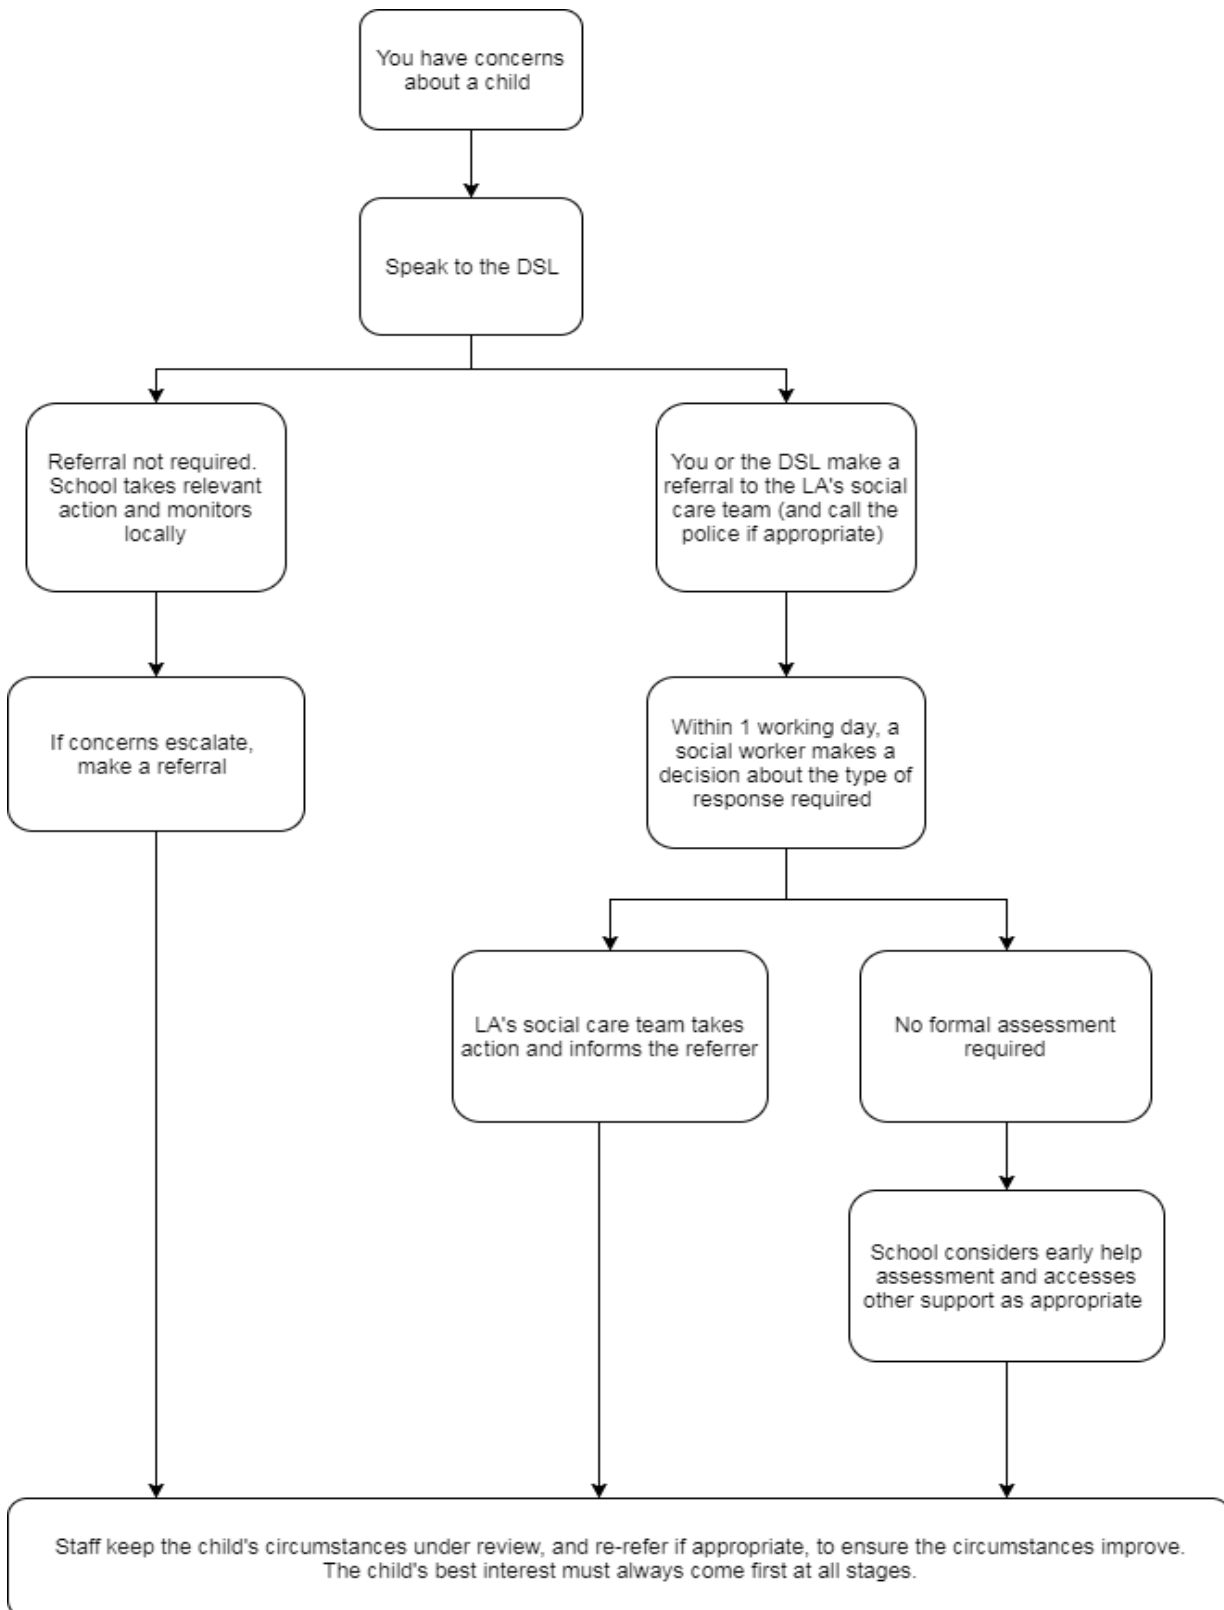 You have concerns
about a child
Speak to the DSL
Referral not required.
School takes relevant
action and monitors
locally
You or the DSL make a
referral to the LA's social
care team (and call the
police if appropriate)
If concerns escalate,
make a referral
Within 1 working day, a
social worker makes a
decision about the type of
response required
LA's social care team takes
action and informs the referrer
No formal assessment
required
School considers early help
assessment and accesses
other support as appropriate
Staff keep the child's circumstances under review, and re-refer if appropriate, to ensure the circumstances improve.
The child's best interest must always come first at all stages.